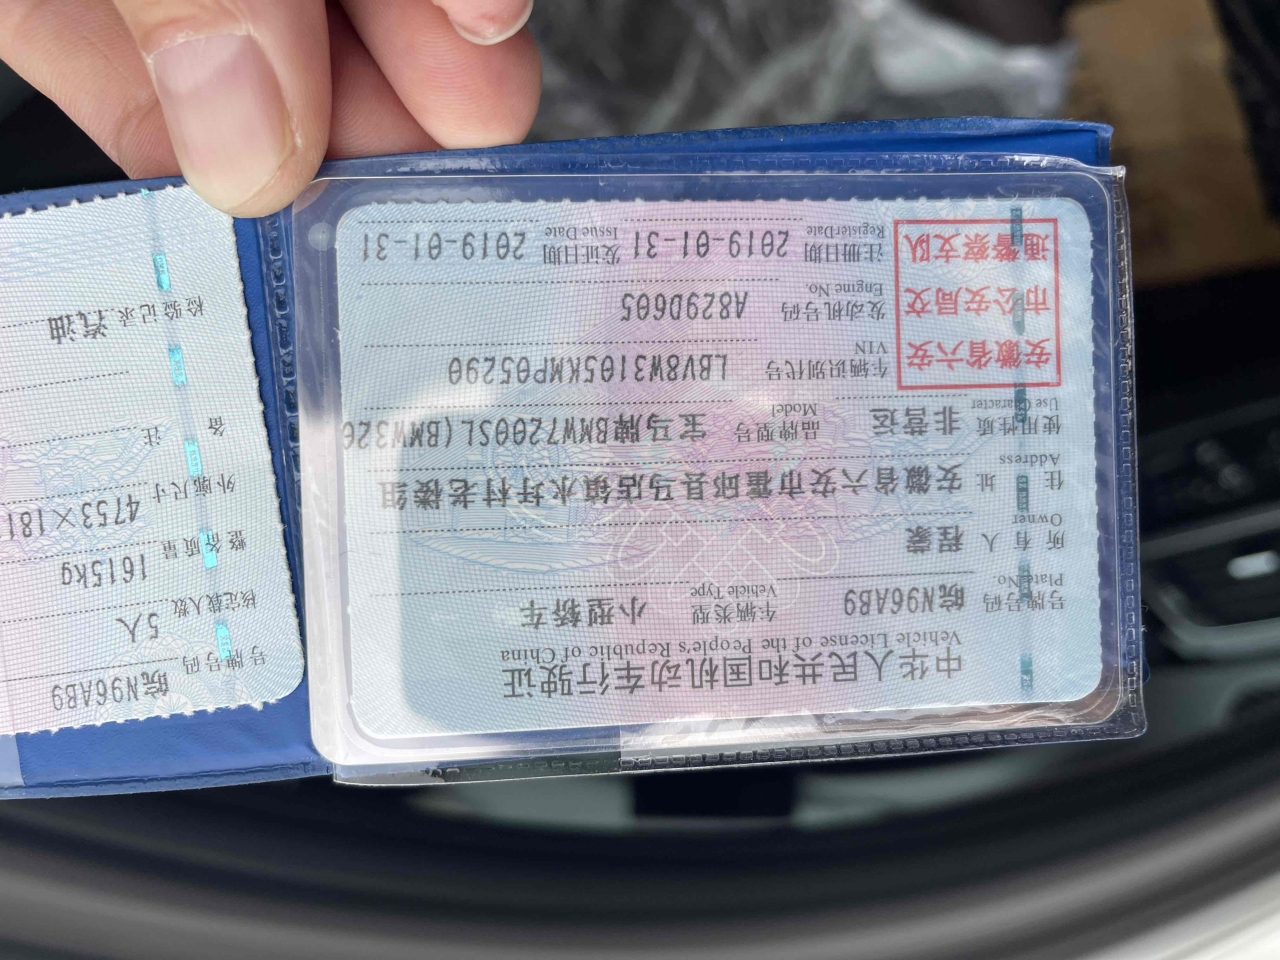 中华人民共和国机动车行驶证
Vehicle License of the People's Republic of China
号牌号码 皖N96AB9 车辆类型 小型轿车
Plate No. Vehicle Type
所有人 程豪
Owner
住址 安徽省六安市霍邱县马店镇水圩村老楼组
Address
使用性质 非营运 品牌型号 宝马牌BMW7200SL(BMW320
Use Character Model
安徽省六安
市公安局交
通警察支队
车辆识别代号 LBV8W3105KMP05290
VIN
发动机号码 A829D605
Engine No.
注册日期 2019-01-31 发证日期 2019-01-31
Register Date Issue Date
号牌号码 皖N96AB9
核定载人数 5人
整备质量 1615kg
外廓尺寸 4753×181
备注
检验记录 汽油